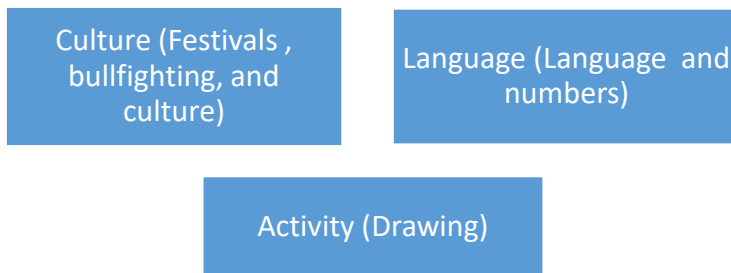 Culture (Festivals ,
bullfighting, and
culture)
Language (Language and
numbers)
Activity (Drawing)